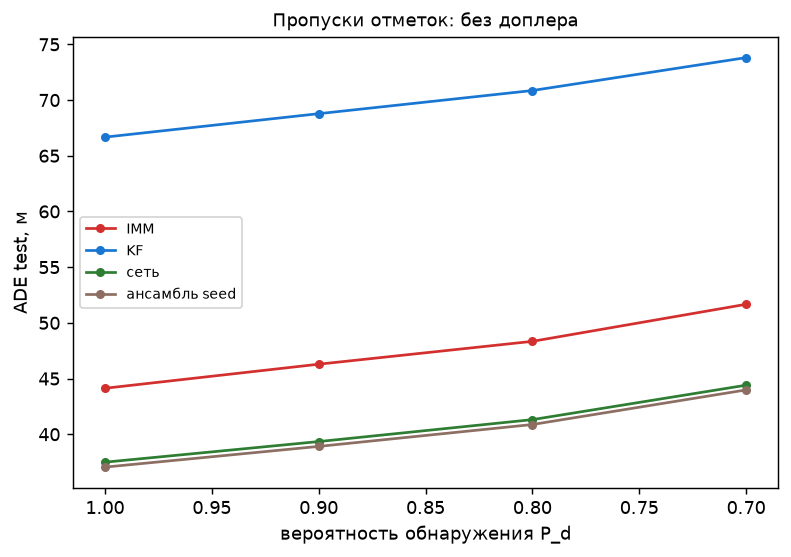 Пропуски отметок: без доплера
ADE test, м
75
70
65
60
55
50
45
40
IMM
KF
сеть
ансамбль seed
1.00
0.95
0.90
0.85
0.80
0.75
0.70
вероятность обнаружения P_d